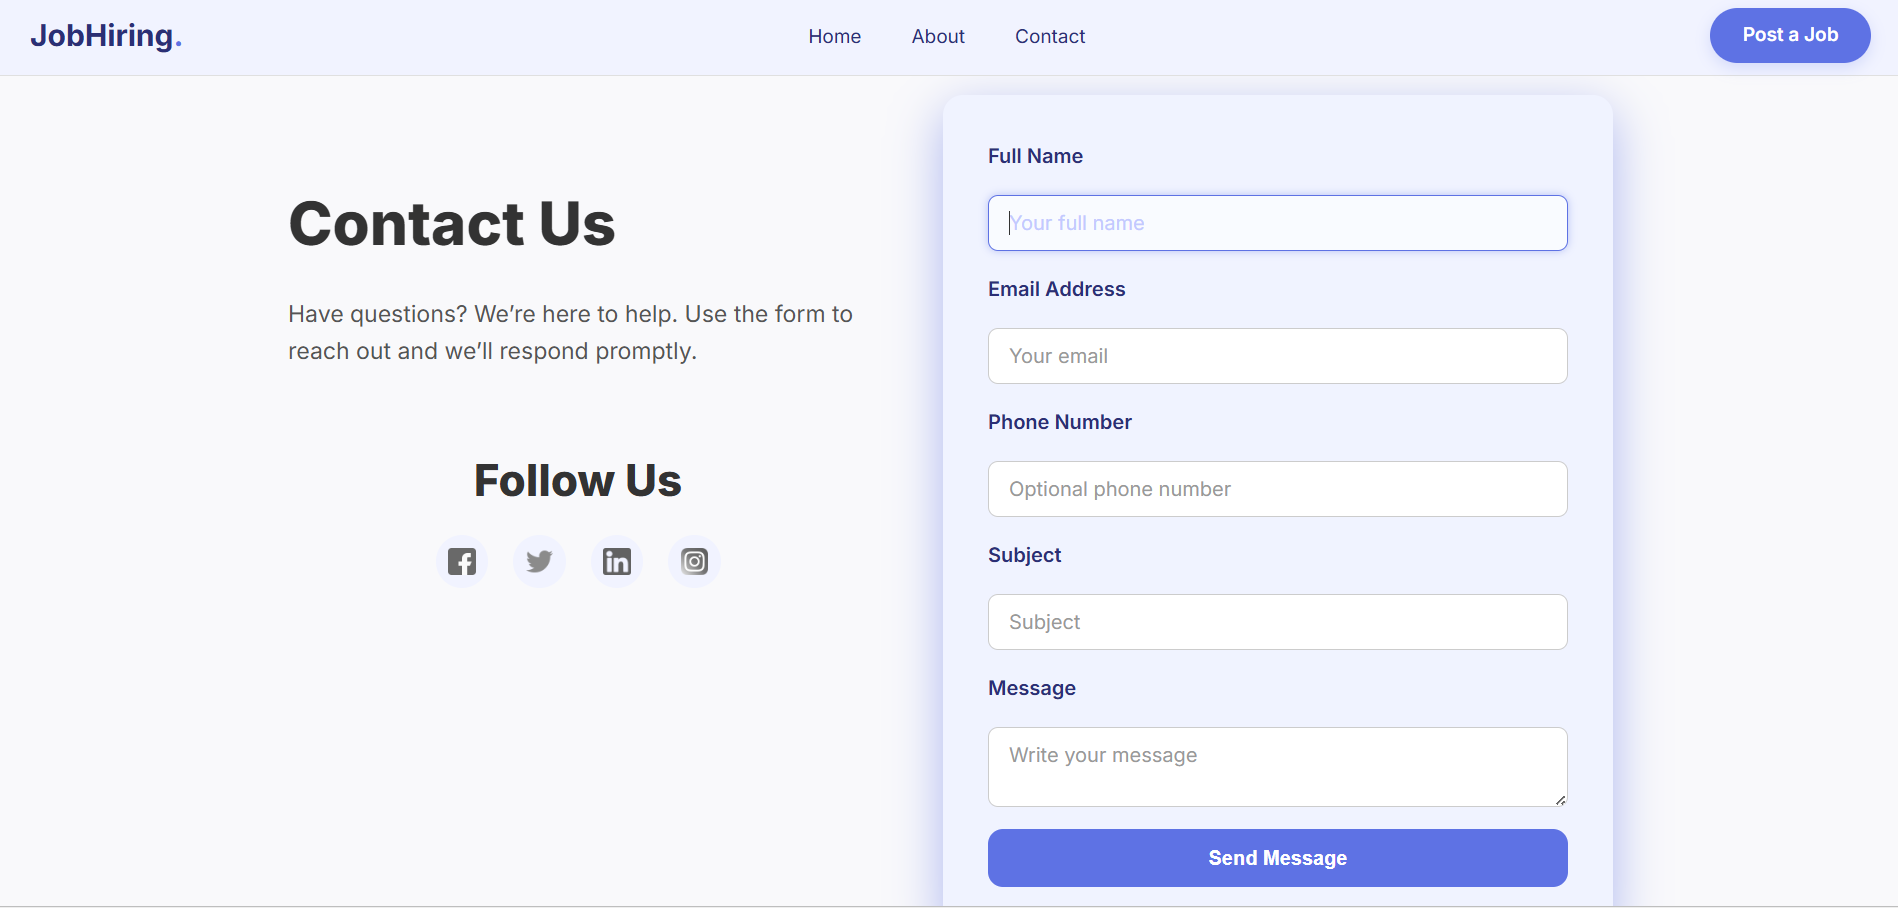 JobHiring.
Home
About
Contact
Post a Job
Contact Us
Have questions? We’re here to help. Use the form to
reach out and we’ll respond promptly.
Follow Us
Full Name
Your full name
Email Address
Your email
Phone Number
Optional phone number
Subject
Subject
Message
Write your message
Send Message